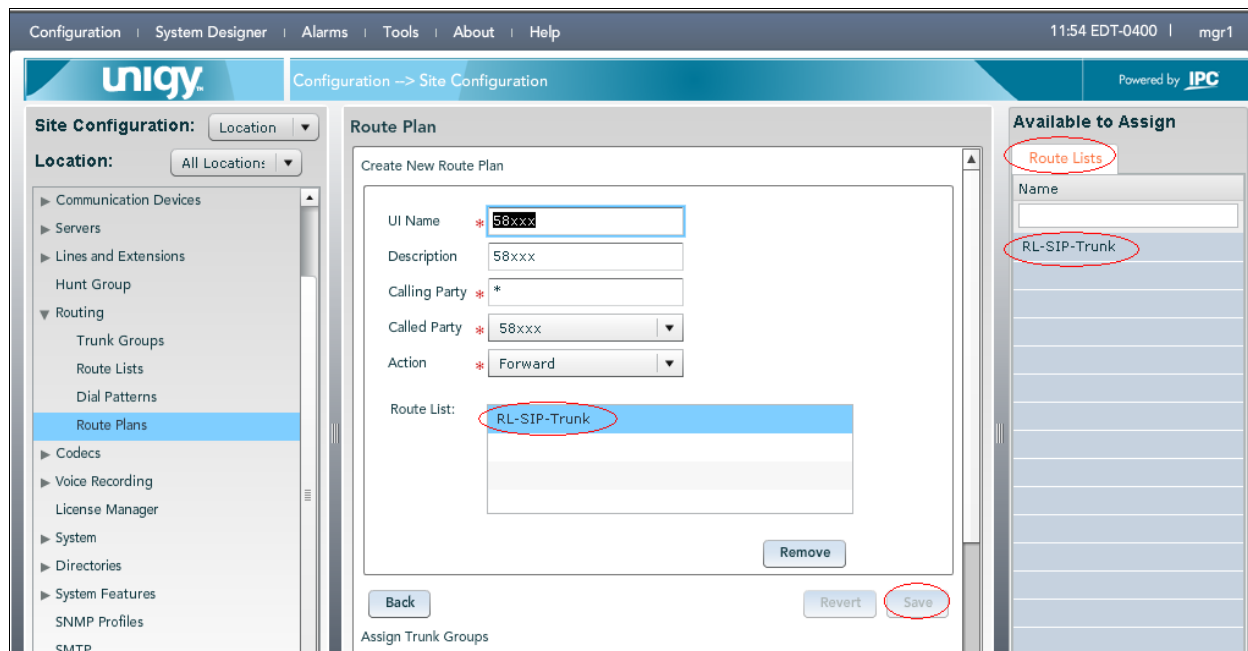 Configuration System Designer Alarms Tools About Help 11:54 EDT-0400 mgr1
unigy. Configuration --> Site Configuration Powered by IPC
Site Configuration: Location
Location: All Locations
Communication Devices
Servers
Lines and Extensions
Hunt Group
Routing
Trunk Groups
Route Lists
Dial Patterns
Route Plans
Codecs
Voice Recording
License Manager
System
Directories
System Features
SNMP Profiles
SMTP
Route Plan
Create New Route Plan
UI Name * 58xxx
Description 58xxx
Calling Party * *
Called Party * 58xxx
Action * Forward
Route List: RL-SIP-Trunk
Remove
Back Revert Save
Assign Trunk Groups
Available to Assign
Route Lists
Name
RL-SIP-Trunk